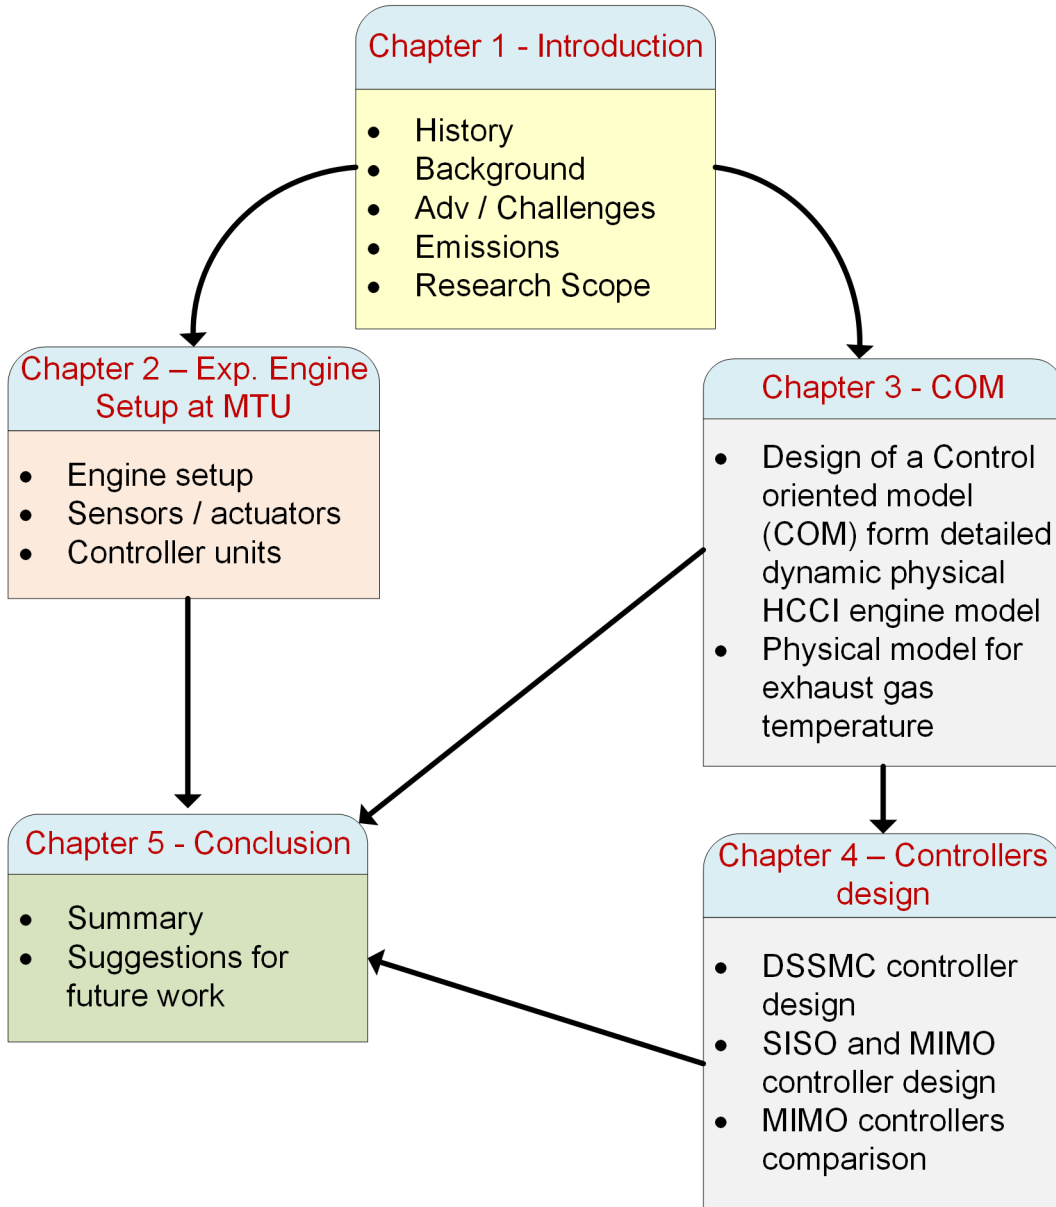 Chapter 1 - Introduction
• History
• Background
• Adv / Challenges
• Emissions
• Research Scope
Chapter 2 – Exp. Engine
Setup at MTU
• Engine setup
• Sensors / actuators
• Controller units
Chapter 3 - COM
• Design of a Control
oriented model
(COM) form detailed
dynamic physical
HCCI engine model
• Physical model for
exhaust gas
temperature
Chapter 4 – Controllers
design
• DSSMC controller
design
• SISO and MIMO
controller design
• MIMO controllers
comparison
Chapter 5 - Conclusion
• Summary
• Suggestions for
future work